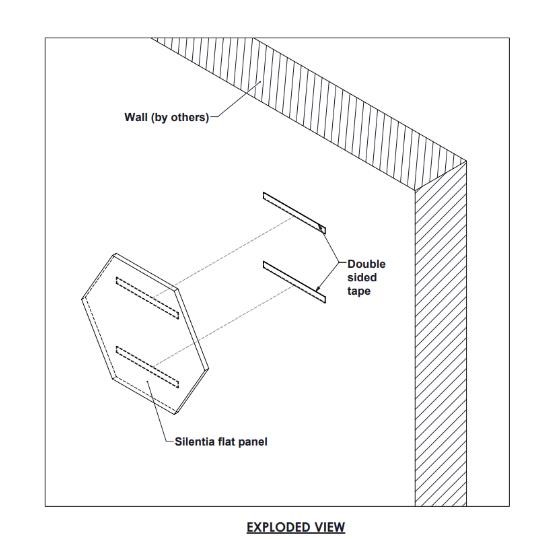 Wall (by others)
Double
sided
tape
Silentia flat panel
EXPLODED VIEW